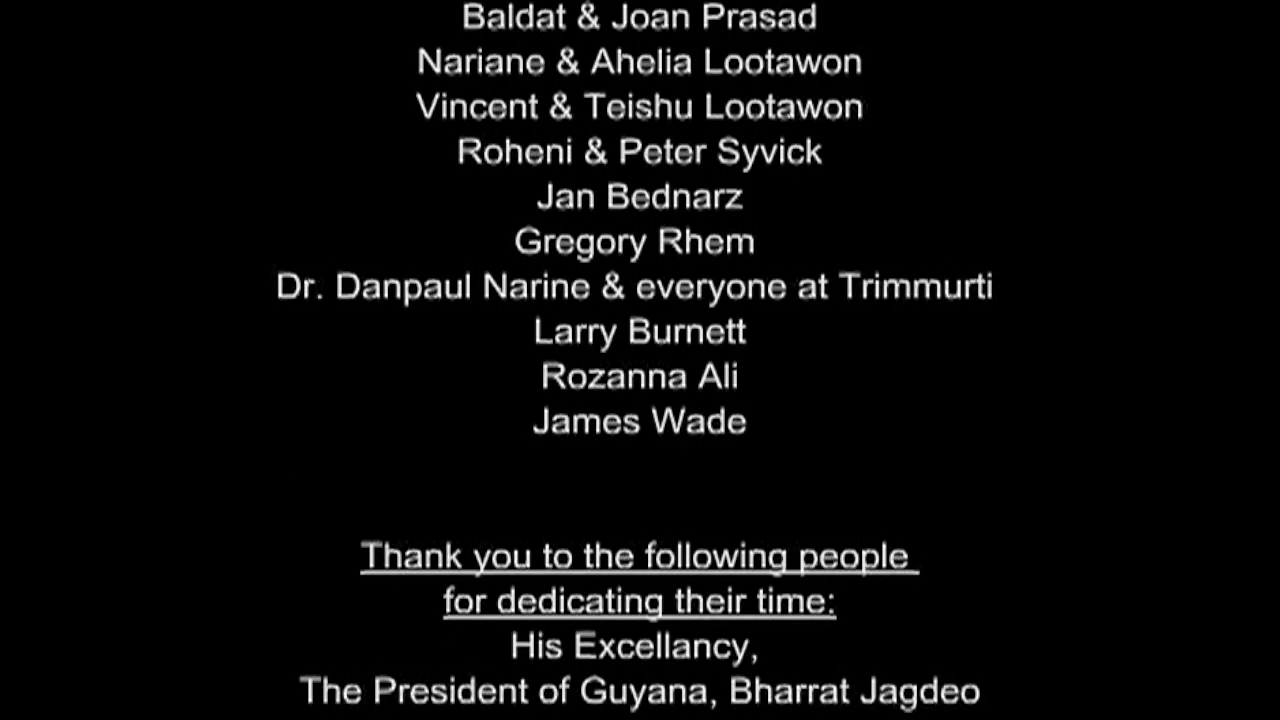 Baldat & Joan Prasad
Nariane & Ahelia Lootawon
Vincent & Teishu Lootawon
Roheni & Peter Syvick
Jan Bednarz
Gregory Rhem
Dr. Danpaul Narine & everyone at Trimmurti
Larry Burnett
Rozanna Ali
James Wade
Thank you to the following people
for dedicating their time:
His Excellancy,
The President of Guyana, Bharrat Jagdeo